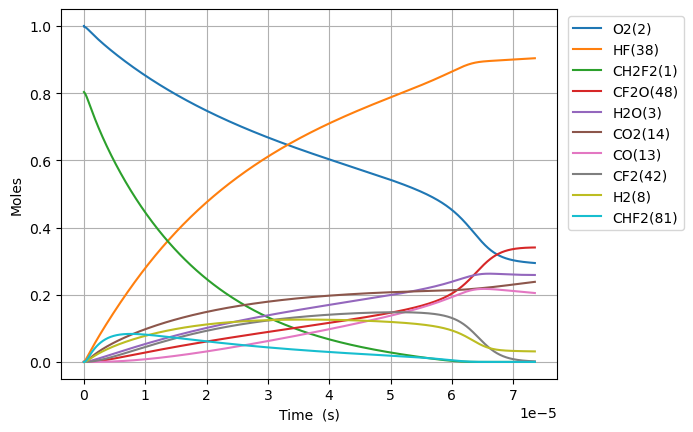 1.0
0.8
0.6
0.4
0.2
0.0
Moles
0 1 2 3 4 5 6 7
1e-5
Time (s)
O2(2)
HF(38)
CH2F2(1)
CF2O(48)
H2O(3)
CO2(14)
CO(13)
CF2(42)
H2(8)
CHF2(81)